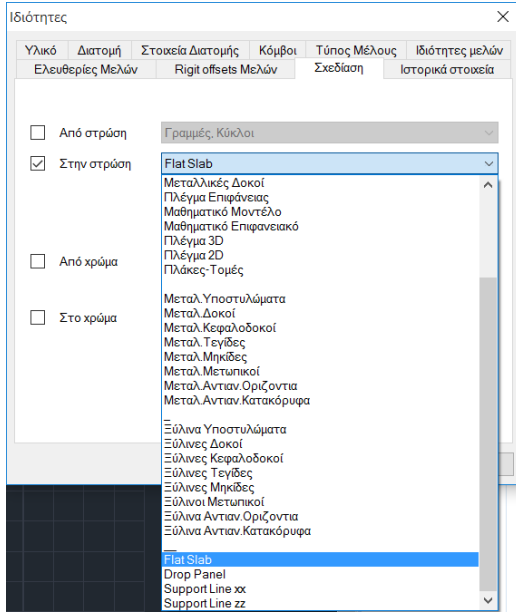 Ιδιότητες
Υλικό Διατομή Στοιχεία Διατομής Κόμβοι Τύπος Μέλους Ιδιότητες μελών
Ελευθερίες Μελών Rigit offsets Μελών Σχεδίαση Ιστορικά στοιχεία
Από στρώση Γραμμές, Κύκλοι
Στην στρώση Flat Slab
Μεταλλικές Δοκοί
Πλέγμα Επιφάνειας
Μαθηματικό Μοντέλο
Μαθηματικό Επιφανειακό
Πλέγμα 3D
Από χρώμα
Πλέγμα 2D
Πλάκες-Τομές
Μεταλ.Υποστυλώματα
Στο χρώμα
Μεταλ.Δοκοί
Μεταλ.Κεφαλοδοκοί
Μεταλ.Τεγίδες
Μεταλ.Μηκίδες
Μεταλ.Μετωπικοί
Μεταλ.Αντιαν.Οριζοντια
Μεταλ.Αντιαν.Κατακόρυφα
_
Ξύλινα Υποστυλώματα
Ξύλινες Δοκοί
Ξύλινες Κεφαλοδοκοί
Ξύλινες Τεγίδες
Ξύλινες Μηκίδες
Ξύλινοι Μετωπικοί
Ξύλινα Αντιαν.Οριζοντια
Ξύλινα Αντιαν.Κατακόρυφα
__
Flat Slab
Drop Panel
Support Line xx
Support Line zz